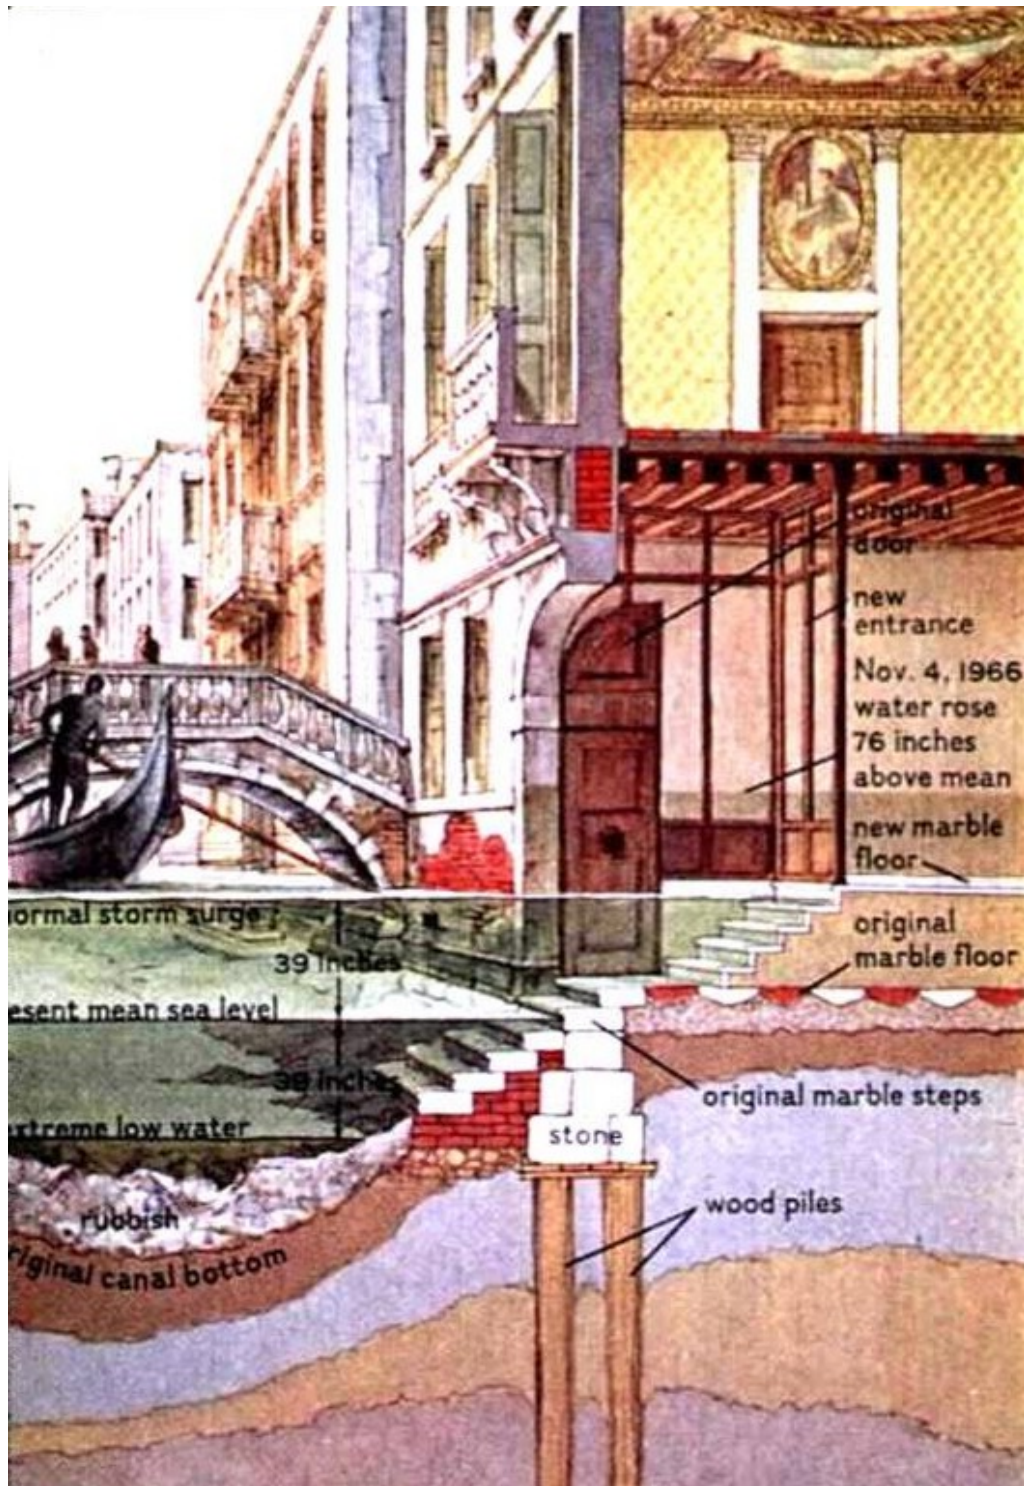 original
door
new
entrance
Nov. 4, 1966
water rose
76 inches
above mean
new marble
floor
ormal storm surge
original
marble floor
39 inches
esent mean sea level
inches
original marble steps
xtreme low water
stone
wood piles
rubbish
riginal canal bottom